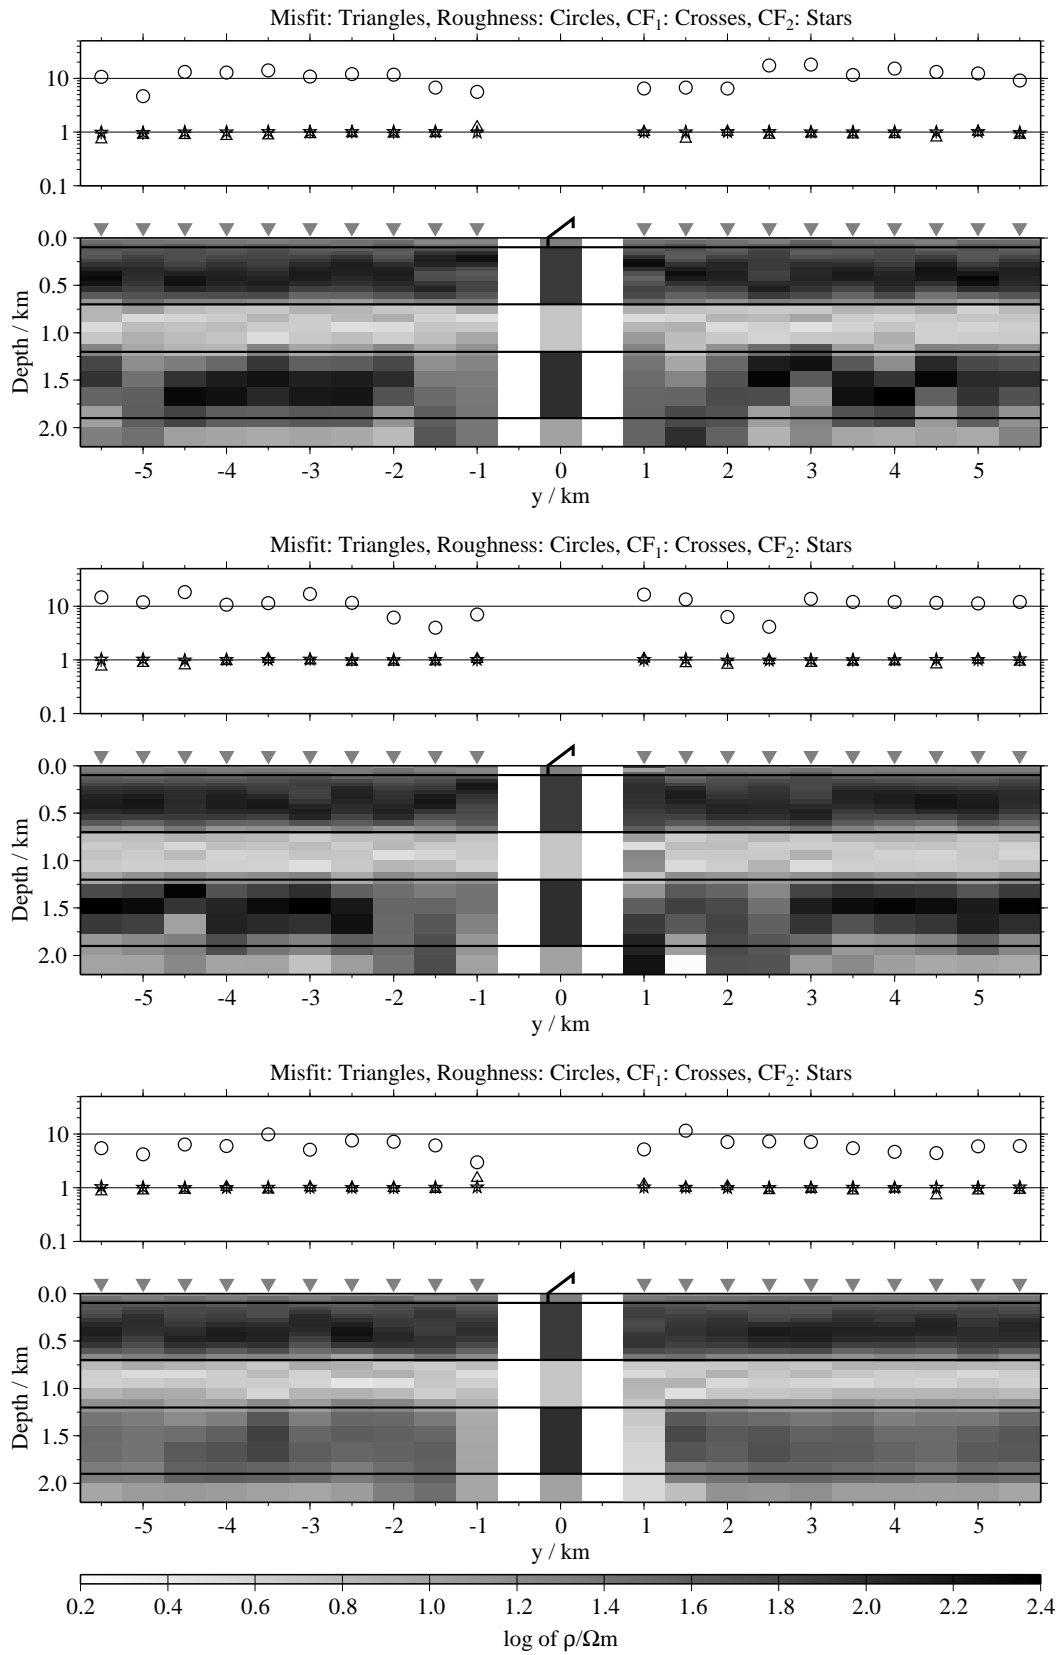 Misfit: Triangles, Roughness: Circles, CF₁: Crosses, CF₂: Stars
10
1
0.1
0.0
0.5
1.0
1.5
2.0
Depth / km
-5 -4 -3 -2 -1 0 1 2 3 4 5
y / km
Misfit: Triangles, Roughness: Circles, CF₁: Crosses, CF₂: Stars
10
1
0.1
0.0
0.5
1.0
1.5
2.0
Depth / km
-5 -4 -3 -2 -1 0 1 2 3 4 5
y / km
Misfit: Triangles, Roughness: Circles, CF₁: Crosses, CF₂: Stars
10
1
0.1
0.0
0.5
1.0
1.5
2.0
Depth / km
-5 -4 -3 -2 -1 0 1 2 3 4 5
y / km
0.2 0.4 0.6 0.8 1.0 1.2 1.4 1.6 1.8 2.0 2.2 2.4
log of ρ/Ωm